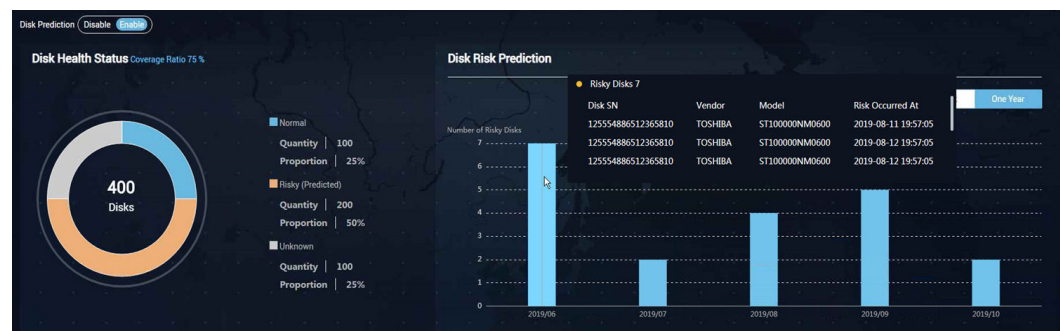 Disk Prediction Disable Enable
Disk Health Status Coverage Ratio 75 %
400
Disks
Normal
Quantity 100
Proportion 25%
Risky (Predicted)
Quantity 200
Proportion 50%
Unknown
Quantity 100
Proportion 25%
Disk Risk Prediction
One Year
Risky Disks 7
Disk SN Vendor Model Risk Occurred At
125554886512365810 TOSHIBA ST100000NM0600 2019-08-11 19:57:05
125554886512365810 TOSHIBA ST100000NM0600 2019-08-12 19:57:05
125554886512365810 TOSHIBA ST100000NM0600 2019-08-12 19:57:05
Number of Risky Disks
7
6
5
4
3
2
1
0
2019/06 2019/07 2019/08 2019/09 2019/10